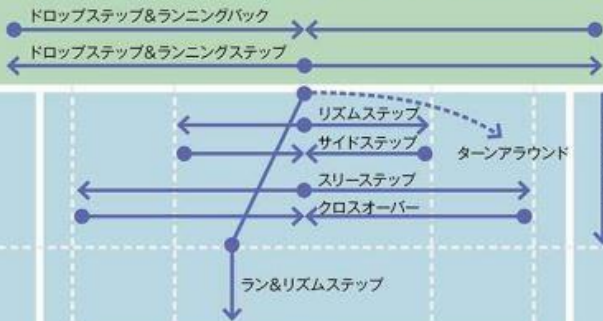 ドロップステップ&ランニングバック
ドロップステップ&ランニングステップ
リズムステップ
サイドステップ
ターンアラウンド
スリーステップ
クロスオーバー
ラン&リズムステップ